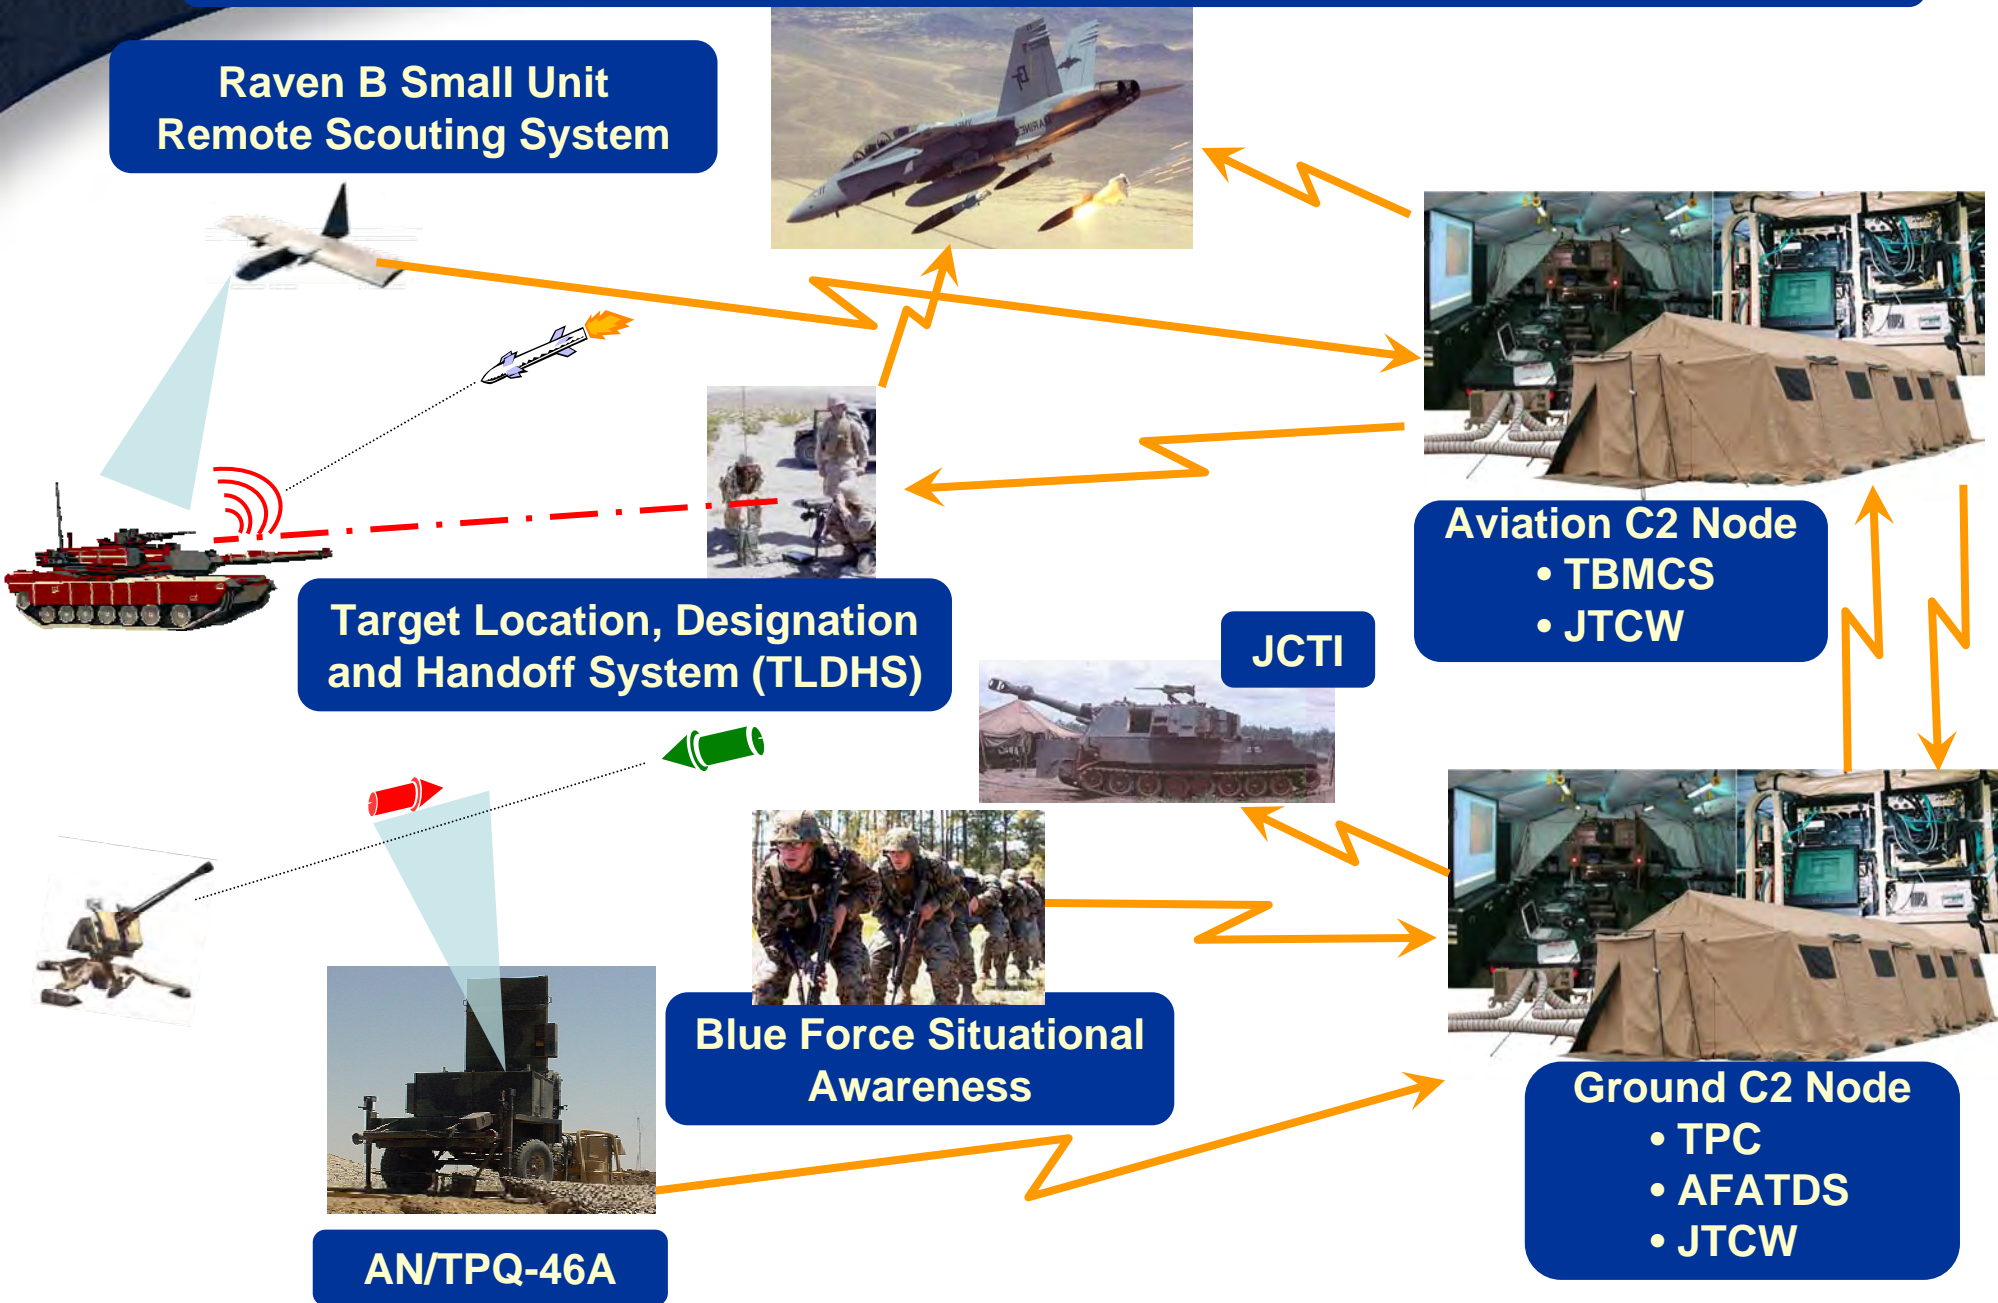 Raven B Small Unit
Remote Scouting System
Aviation C2 Node
• TBMCS
• JTCW
Target Location, Designation
and Handoff System (TLDHS)
JCTI
Blue Force Situational
Awareness
Ground C2 Node
• TPC
• AFATDS
• JTCW
AN/TPQ-46A